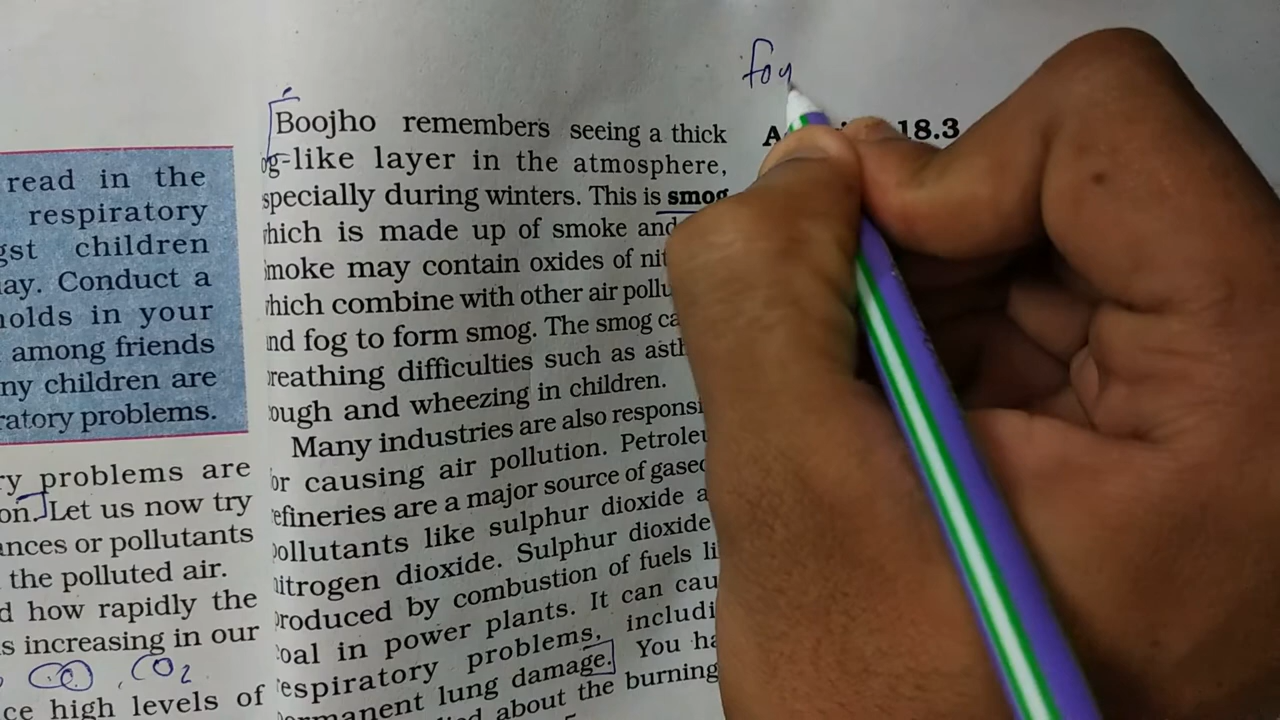 fog
read in the
respiratory
gst children
ay. Conduct a
holds in your
among friends
ny children are
ratory problems.
ry problems are
on. Let us now try
ances or pollutants
the polluted air.
d how rapidly the
s increasing in our
CO₂
ce high levels of
Boojho remembers seeing a thick
og-like layer in the atmosphere,
specially during winters. This is smog
hich is made up of smoke and
moke may contain oxides of nit
hich combine with other air pollu
nd fog to form smog. The smog ca
reathing difficulties such as asth
ough and wheezing in children.
Many industries are also responsi
or causing air pollution. Petroleu
efineries are a major source of gaseo
ollutants like sulphur dioxide a
itrogen dioxide. Sulphur dioxide
roduced by combustion of fuels li
oal in power plants. It can cau
espiratory problems, includi
ermanent lung damage. You ha
about the burning
18.3